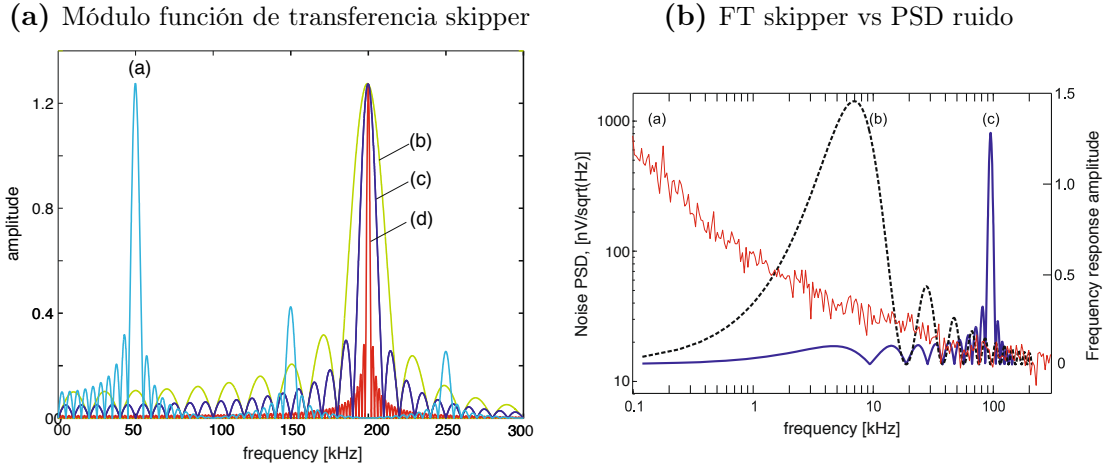 (a) Módulo función de transferencia skipper
(a)
(b)
(c)
(d)
1.2
0.8
0.4
00
00
50
100
150
200
250
300
amplitude
frequency [kHz]
(b) FT skipper vs PSD ruido
(a)
(b)
(c)
1000
100
10
0.1
1
10
100
1.5
1.0
0.5
0
Noise PSD, [nV/sqrt(Hz)]
Frequency response amplitude
frequency [kHz]